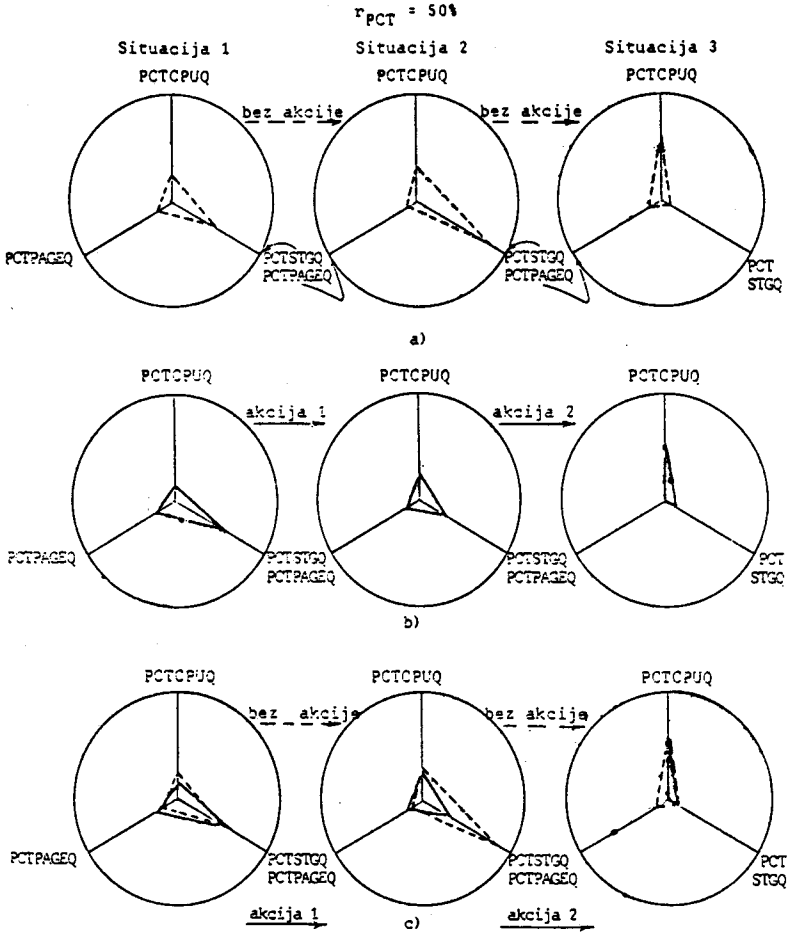 r_PCT = 50%
Situacija 1
Situacija 2
Situacija 3
PCTCPUQ
PCTCPUQ
PCTCPUQ
bez akcije
bez akcije
PCTPAGEQ
PCTSTGQ
PCTPAGEQ
PCTSTGQ
PCTPAGEQ
PCT
STGQ
a)
PCTCPUQ
PCTCPUQ
PCTCPUQ
akcija 1
akcija 2
PCTPAGEQ
PCTSTGQ
PCTPAGEQ
PCTSTGQ
PCTPAGEQ
PCT
STGQ
b)
PCTCPUQ
PCTCPUQ
PCTCPUQ
bez akcije
bez akcije
PCTPAGEQ
PCTSTGQ
PCTPAGEQ
PCTSTGQ
PCTPAGEQ
PCT
STGQ
akcija 1
c)
akcija 2